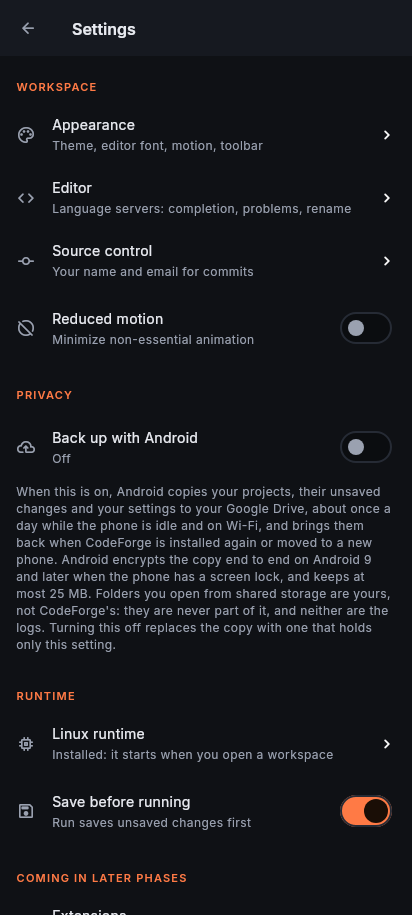 Settings
WORKSPACE
Appearance
Theme, editor font, motion, toolbar
Editor
Language servers: completion, problems, rename
Source control
Your name and email for commits
Reduced motion
Minimize non-essential animation
PRIVACY
Back up with Android
Off
When this is on, Android copies your projects, their unsaved
changes and your settings to your Google Drive, about once a
day while the phone is idle and on Wi-Fi, and brings them
back when CodeForge is installed again or moved to a new
phone. Android encrypts the copy end to end on Android 9
and later when the phone has a screen lock, and keeps at
most 25 MB. Folders you open from shared storage are yours,
not CodeForge's: they are never part of it, and neither are the
logs. Turning this off replaces the copy with one that holds
only this setting.
RUNTIME
Linux runtime
Installed: it starts when you open a workspace
Save before running
Run saves unsaved changes first
COMING IN LATER PHASES
Extensions